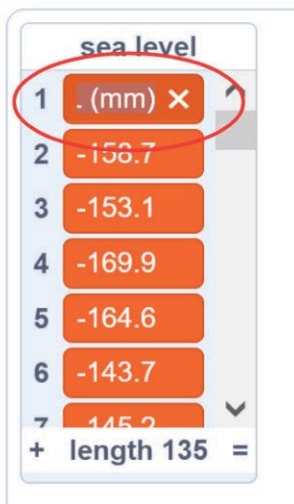 sea level
1 . (mm) ×
2 -158.7
3 -153.1
4 -169.9
5 -164.6
6 -143.7
7 -145.2
+ length 135 =